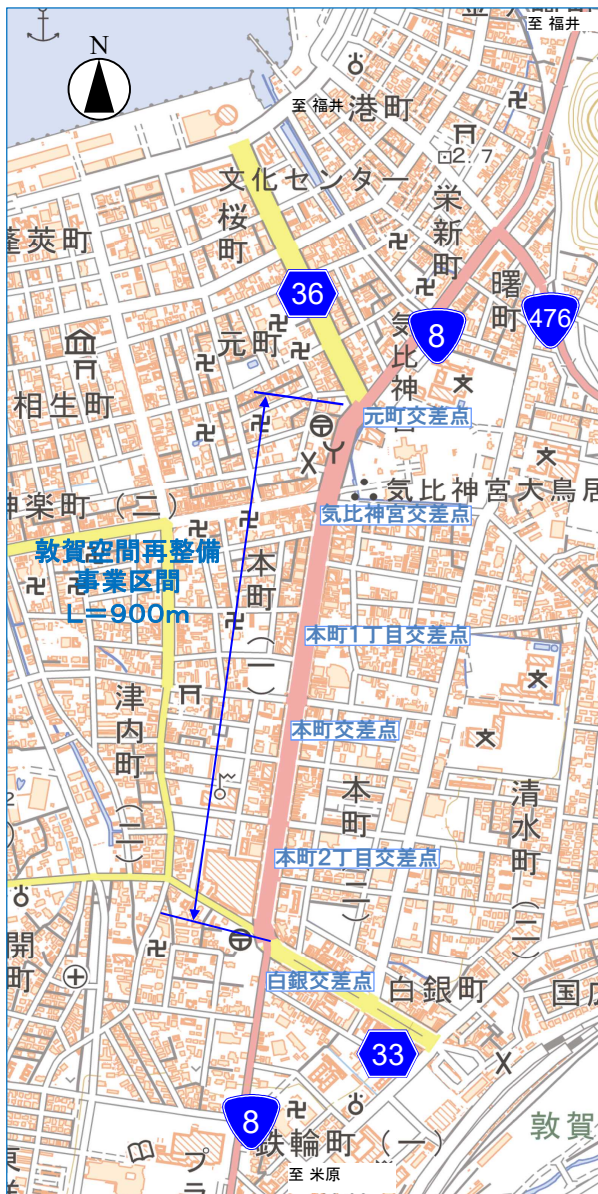 至 福井
N
至 福井
港町
2.7
文化センター
桜町
栄新町
蓬莱町
36
曙町
476
8
元町
気比神宮
相生町
元町交差点
気比神宮大鳥居
神楽町(二)
気比神宮交差点
敦賀空間再整備
事業区間
L=900m
本町(一)
本町1丁目交差点
津内町(二)
本町交差点
本町(二)
清水町(二)
本町2丁目交差点
開町
白銀交差点
白銀町
国広
33
8
鉄輪町(一)
敦賀
至 米原
プラ